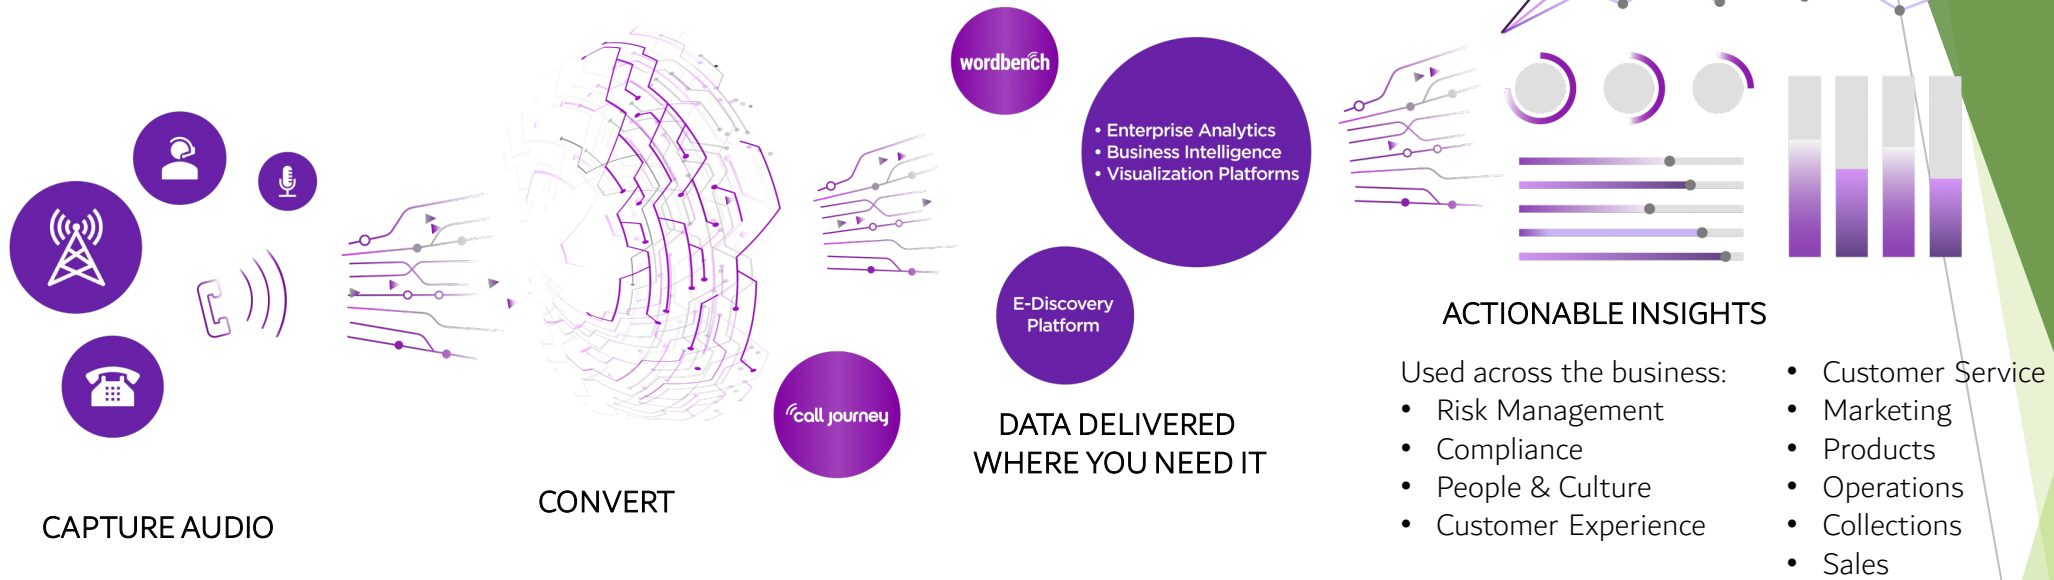 CAPTURE AUDIO
CONVERT
call journey
wordbench
• Enterprise Analytics
• Business Intelligence
• Visualization Platforms
E-Discovery
Platform
DATA DELIVERED
WHERE YOU NEED IT
ACTIONABLE INSIGHTS
Used across the business:
• Risk Management
• Compliance
• People & Culture
• Customer Experience
• Customer Service
• Marketing
• Products
• Operations
• Collections
• Sales